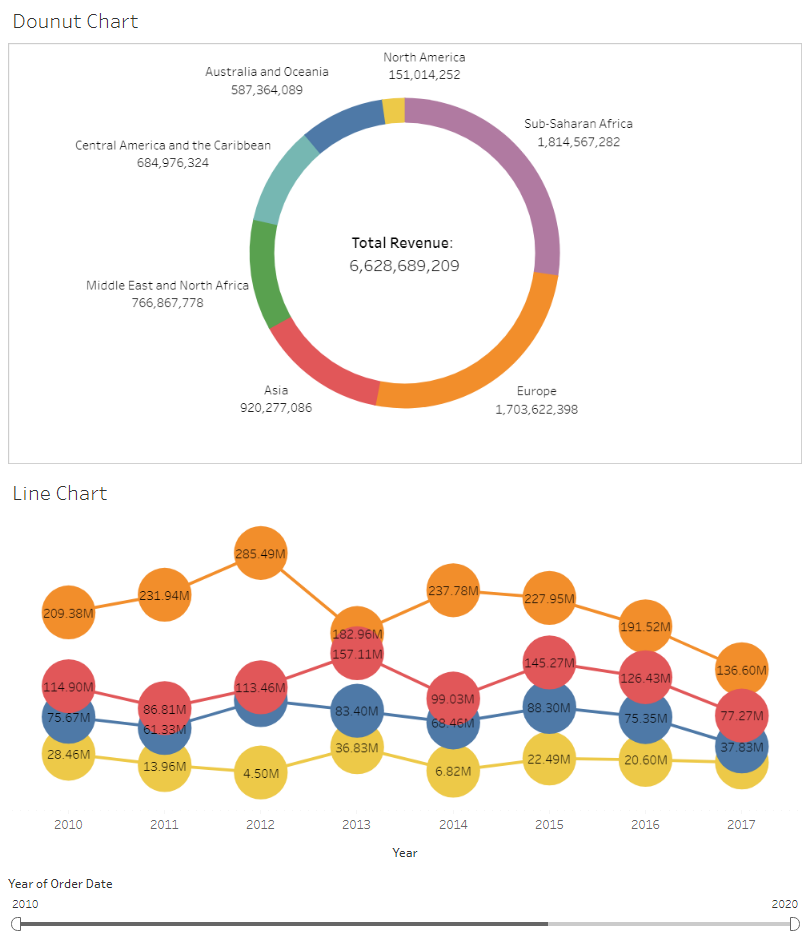 Dounut Chart
North America
151,014,252
Australia and Oceania
587,364,089
Sub-Saharan Africa
1,814,567,282
Central America and the Caribbean
684,976,324
Total Revenue:
6,628,689,209
Middle East and North Africa
766,867,778
Asia
920,277,086
Europe
1,703,622,398
Line Chart
209.38M
231.94M
285.49M
182.96M
237.78M
227.95M
191.52M
136.60M
114.90M
86.81M
113.46M
157.11M
99.03M
145.27M
126.43M
77.27M
75.67M
61.33M
83.40M
68.46M
88.30M
75.35M
37.83M
28.46M
13.96M
4.50M
36.83M
6.82M
22.49M
20.60M
2010 2011 2012 2013 2014 2015 2016 2017
Year
Year of Order Date
2010 2020